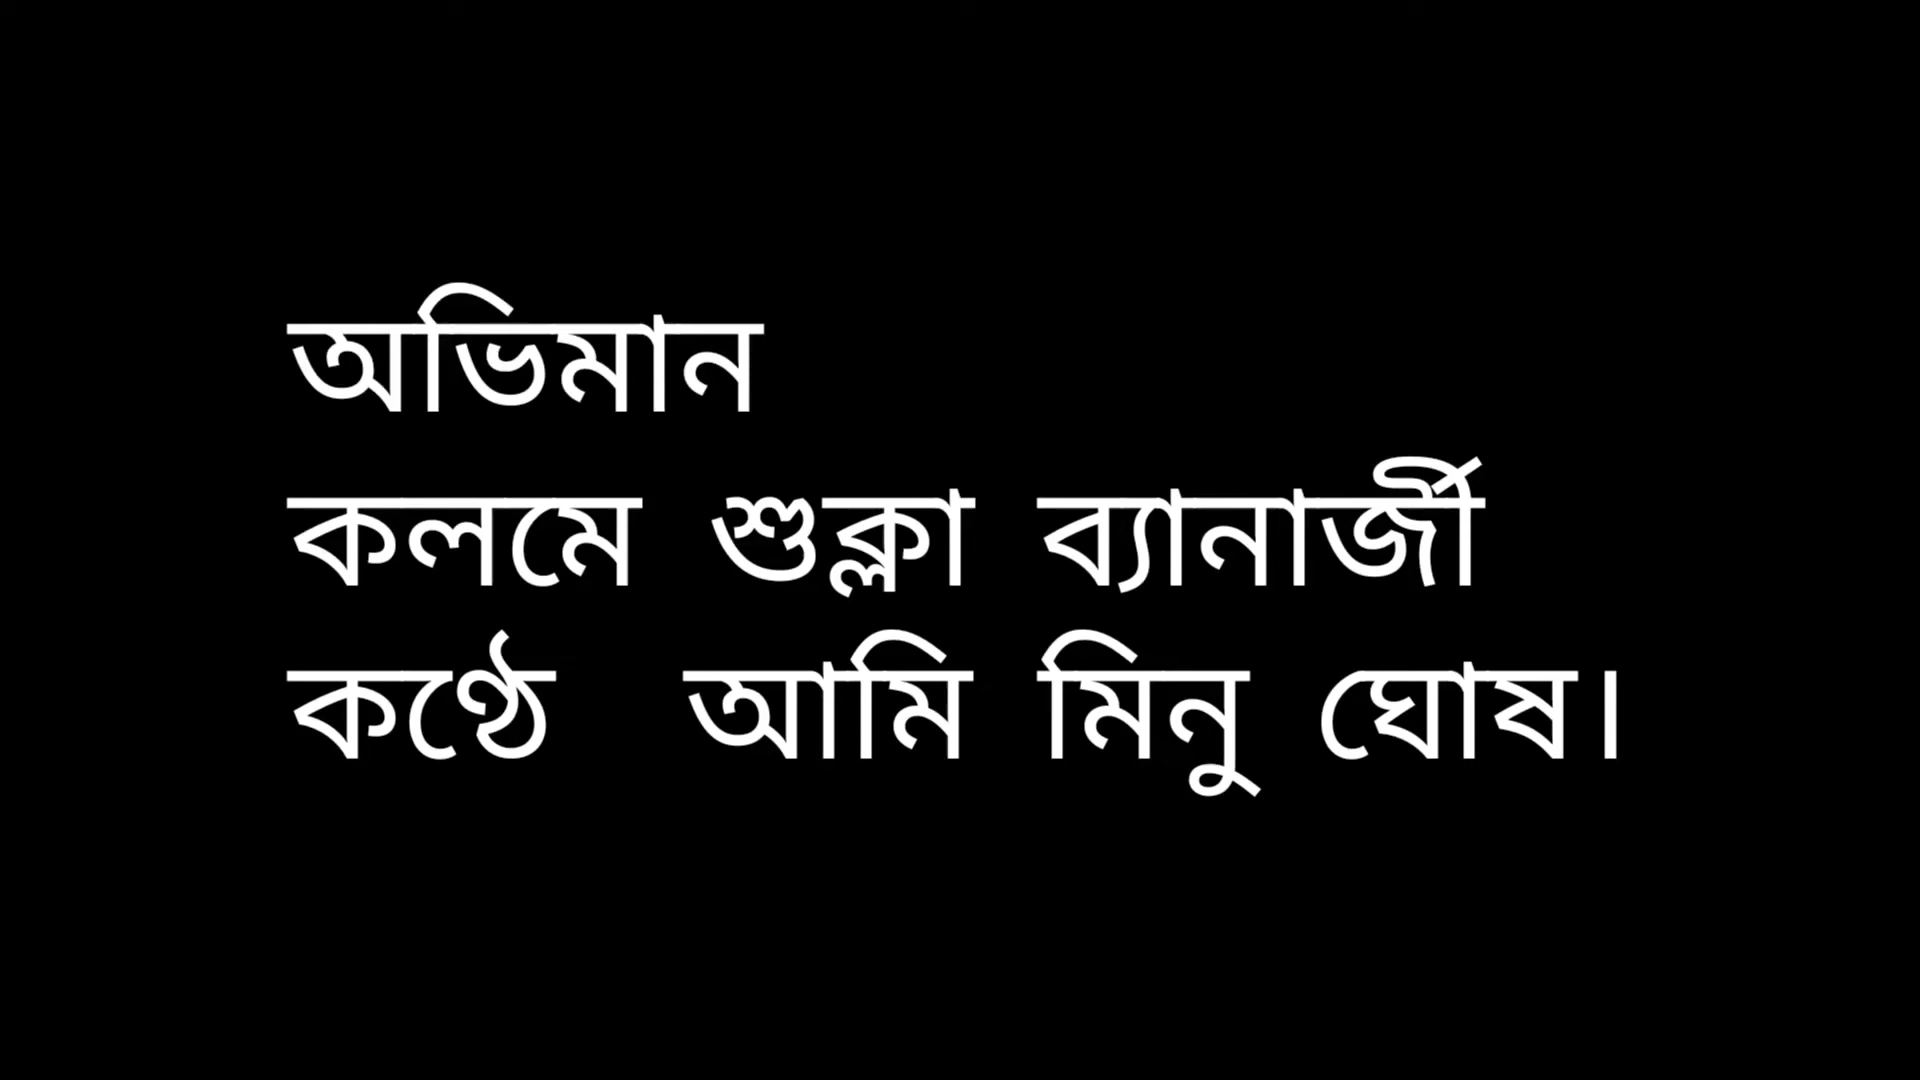 অভিমান
কলমে শুক্লা ব্যানার্জী
কণ্ঠে আমি মিনু ঘোষ।